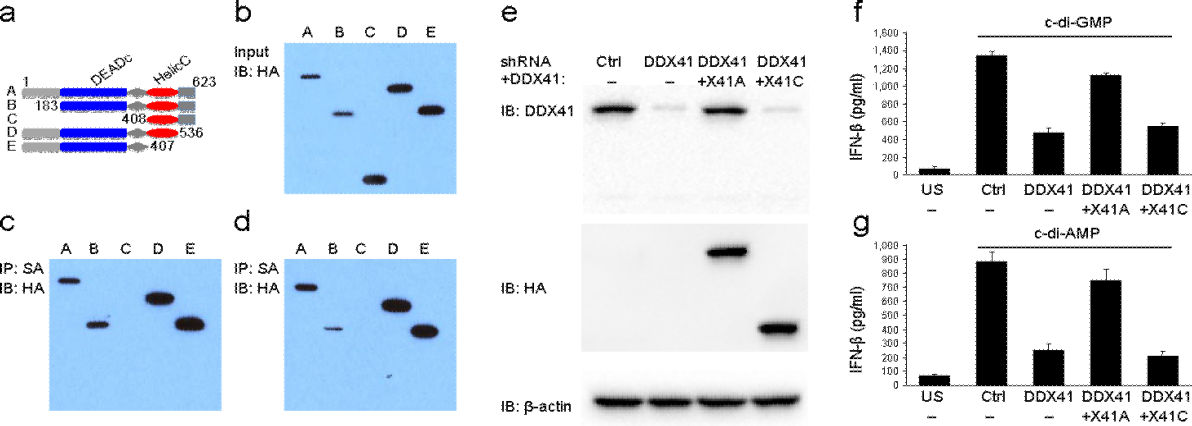 a
1
DEADc
HelicC
623
A
B
183
C
408
D
536
E
407
b
A B C D E
Input
IB: HA
c
A B C D E
IP: SA
IB: HA
d
A B C D E
IP: SA
IB: HA
e
shRNA Ctrl DDX41 DDX41 DDX41
+DDX41: – – +X41A +X41C
IB: DDX41
IB: HA
IB: β-actin
f
c-di-GMP
IFN-β (pg/ml)
1,600
1,400
1,200
1,000
800
600
400
200
0
US Ctrl DDX41 DDX41 DDX41
– – – +X41A +X41C
g
c-di-AMP
IFN-β (pg/ml)
1,000
900
800
700
600
500
400
300
200
100
0
US Ctrl DDX41 DDX41 DDX41
– – – +X41A +X41C